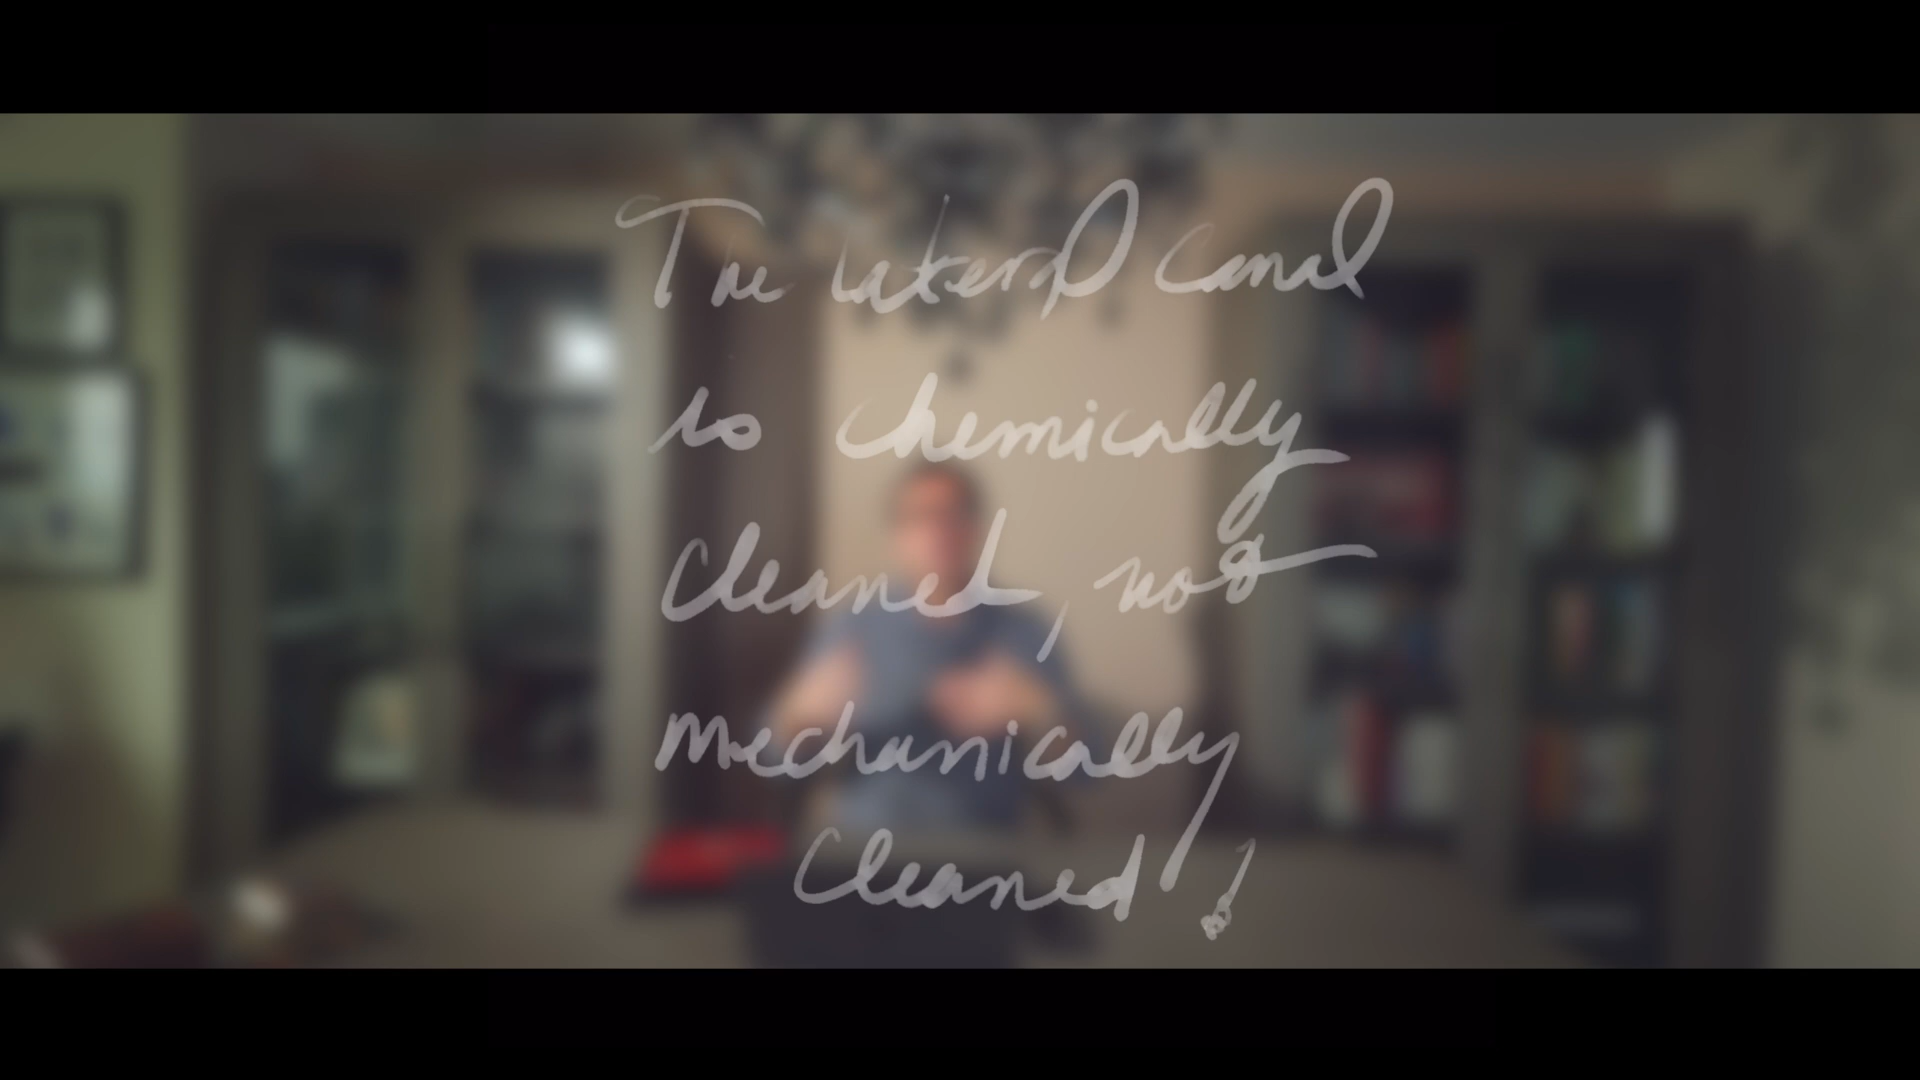 The lateral canal
is chemically
cleaned, not
mechanically
cleaned!